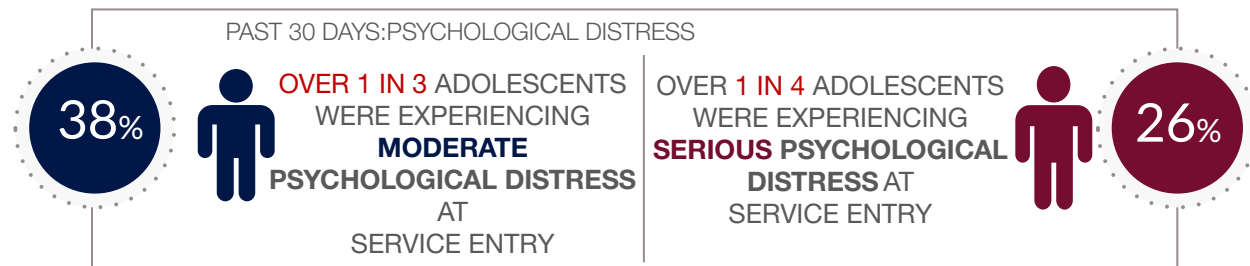 PAST 30 DAYS:PSYCHOLOGICAL DISTRESS
38%
OVER 1 IN 3 ADOLESCENTS
WERE EXPERIENCING
MODERATE
PSYCHOLOGICAL DISTRESS
AT
SERVICE ENTRY
OVER 1 IN 4 ADOLESCENTS
WERE EXPERIENCING
SERIOUS PSYCHOLOGICAL
DISTRESS AT
SERVICE ENTRY
26%